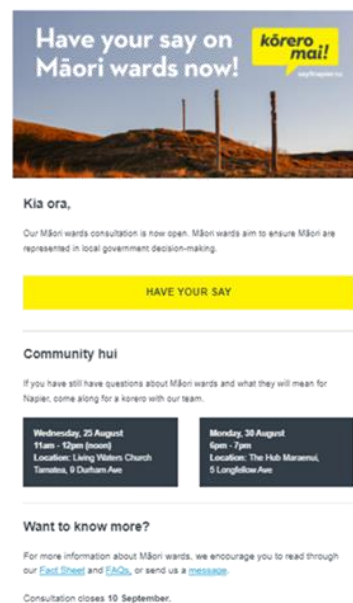 Have your say on
Māori wards now!
kōrero
mai!
sayitnapier.nz
Kia ora,
Our Māori wards consultation is now open. Māori wards aim to ensure Māori are
represented in local government decision-making.
HAVE YOUR SAY
Community hui
If you have still have questions about Māori wards and what they will mean for
Napier, come along for a korero with our team.
Wednesday, 25 August
11am - 12pm (noon)
Location: Living Waters Church
Tamatea, 9 Durham Ave
Monday, 30 August
6pm - 7pm
Location: The Hub Maraenui,
5 Longfellow Ave
Want to know more?
For more information about Māori wards, we encourage you to read through
our Fact Sheet and FAQs, or send us a message.
Consultation closes 10 September.